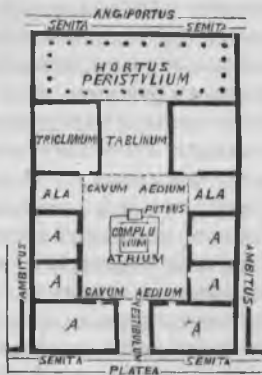 ANGIPORTUS
SEMITA SEMITA
HORTUS
PERISTYLIUM
TRICLINIUM TABLINUM
ALA CAVUM AEDIUM ALA
PUTEUS
A COMPLU A
VIUM
ATRIUM
AMBITUS A CAVUM AEDIUM A AMBITUS
A VESTIBULUM A
SEMITA SEMITA
PLATEA